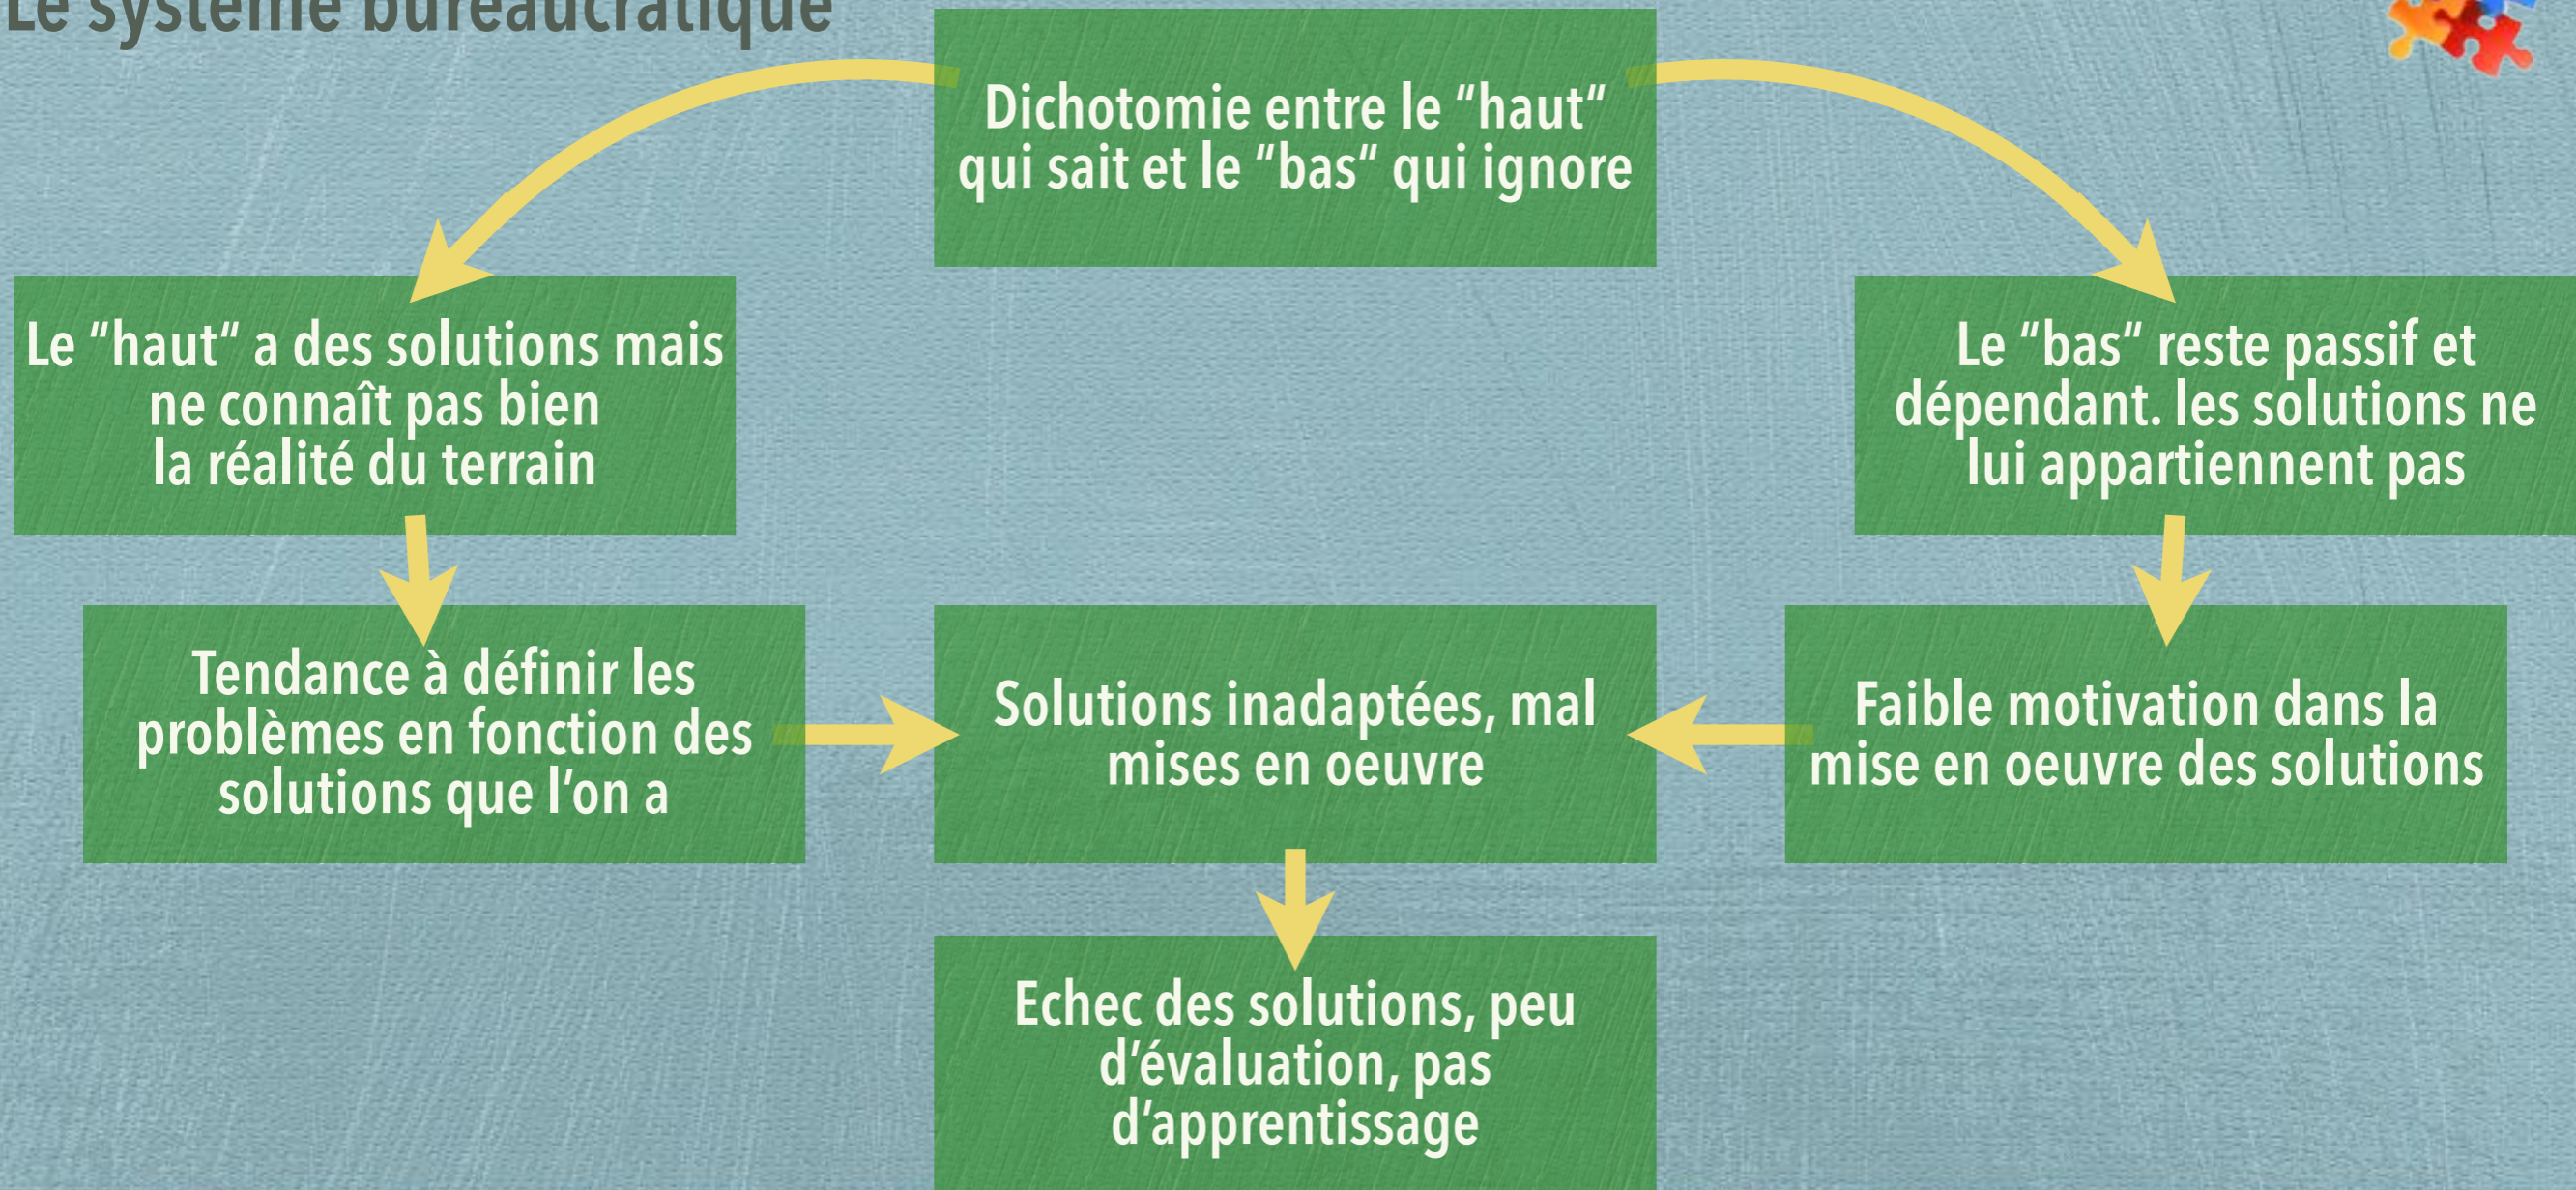 Le système bureaucratique
Dichotomie entre le “haut“
qui sait et le “bas” qui ignore
Le “haut” a des solutions mais
ne connaît pas bien
la réalité du terrain
Le “bas“ reste passif et
dépendant. les solutions ne
lui appartiennent pas
Tendance à définir les
problèmes en fonction des
solutions que l’on a
Solutions inadaptées, mal
mises en oeuvre
Faible motivation dans la
mise en oeuvre des solutions
Echec des solutions, peu
d’évaluation, pas
d’apprentissage